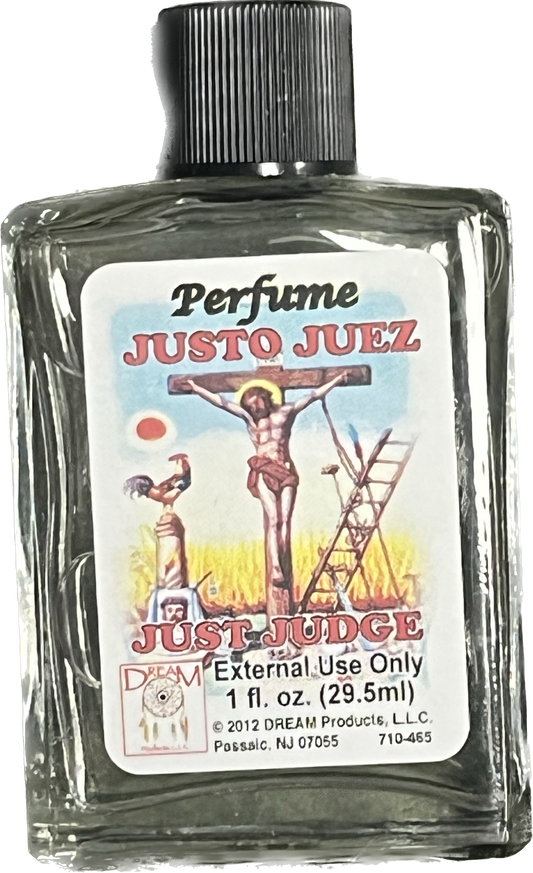 Perfume
JUSTO JUEZ
JUST JUDGE
DREAM
External Use Only
1 fl. oz. (29.5ml)
© 2012 DREAM Products, L.L.C.
Passaic, NJ 07055 710-465